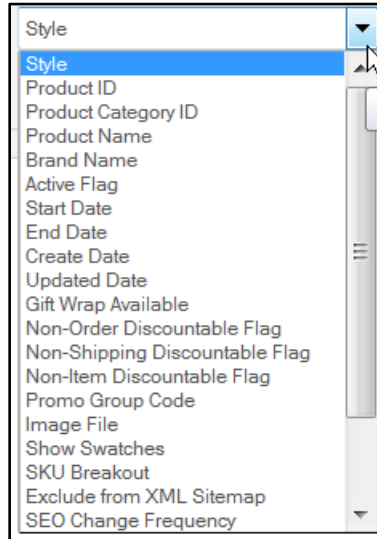 Style
Style
Product ID
Product Category ID
Product Name
Brand Name
Active Flag
Start Date
End Date
Create Date
Updated Date
Gift Wrap Available
Non-Order Discountable Flag
Non-Shipping Discountable Flag
Non-Item Discountable Flag
Promo Group Code
Image File
Show Swatches
SKU Breakout
Exclude from XML Sitemap
SEO Change Frequency